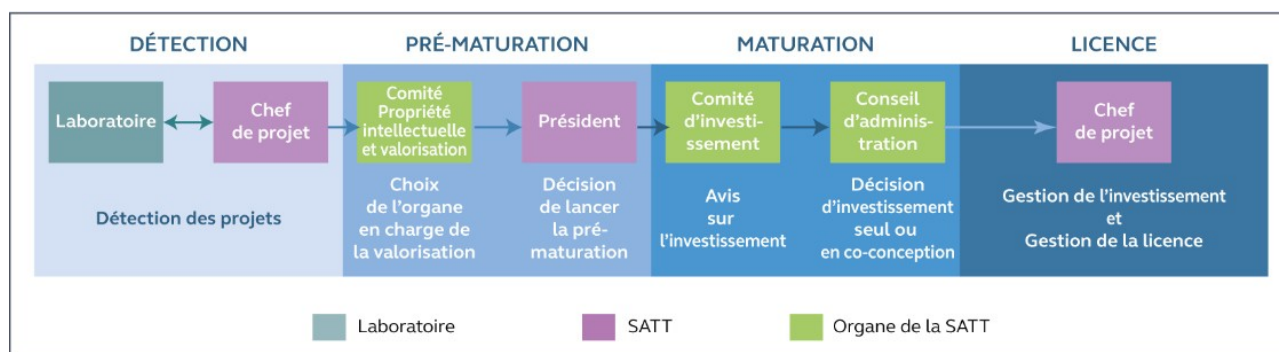 DÉTECTION
PRÉ-MATURATION
MATURATION
LICENCE
Laboratoire
Chef
de projet
Comité
Propriété
intellectuelle
et valorisation
Président
Comité
d'investi-
ssement
Conseil
d'adminis-
tration
Chef
de projet
Détection des projets
Choix
de l'organe
en charge de
la valorisation
Décision
de lancer
la pré-
maturation
Avis
sur
l'investissement
Décision
d'investissement
seul ou
en co-conception
Gestion de l'investissement
et
Gestion de la licence
Laboratoire
SATT
Organe de la SATT